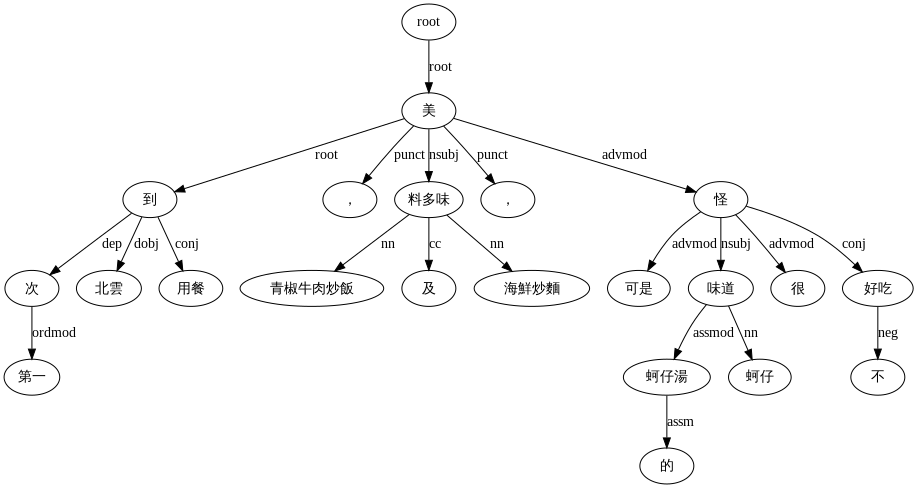 root
root
美
root punct nsubj punct advmod
到 ， 料多味 ， 怪
dep dobj conj nn cc nn advmod nsubj advmod conj
次 北雲 用餐 青椒牛肉炒飯 及 海鮮炒麵 可是 味道 很 好吃
ordmod assmod nn neg
第一 蚵仔湯 蚵仔 不
assm
的